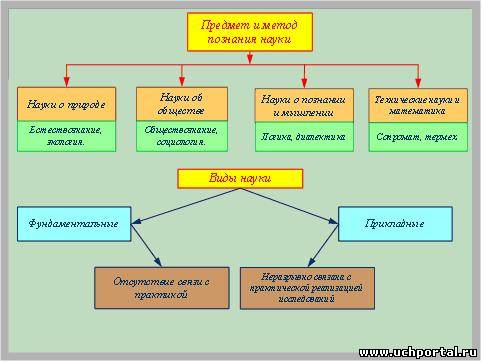 Предмет и метод
познания науки
Науки о природе
Науки об
обществе
Науки о познании
и мышлении
Технические науки и
математика
Естествознание,
экология.
Обществознание,
социология.
Логика, диалектика
Сопромат, термех
Виды науки
Фундаментальные
Прикладные
Отсутствие связи с
практикой
Неразрывно связана с
практической реализацией
исследований
www.uchportal.ru